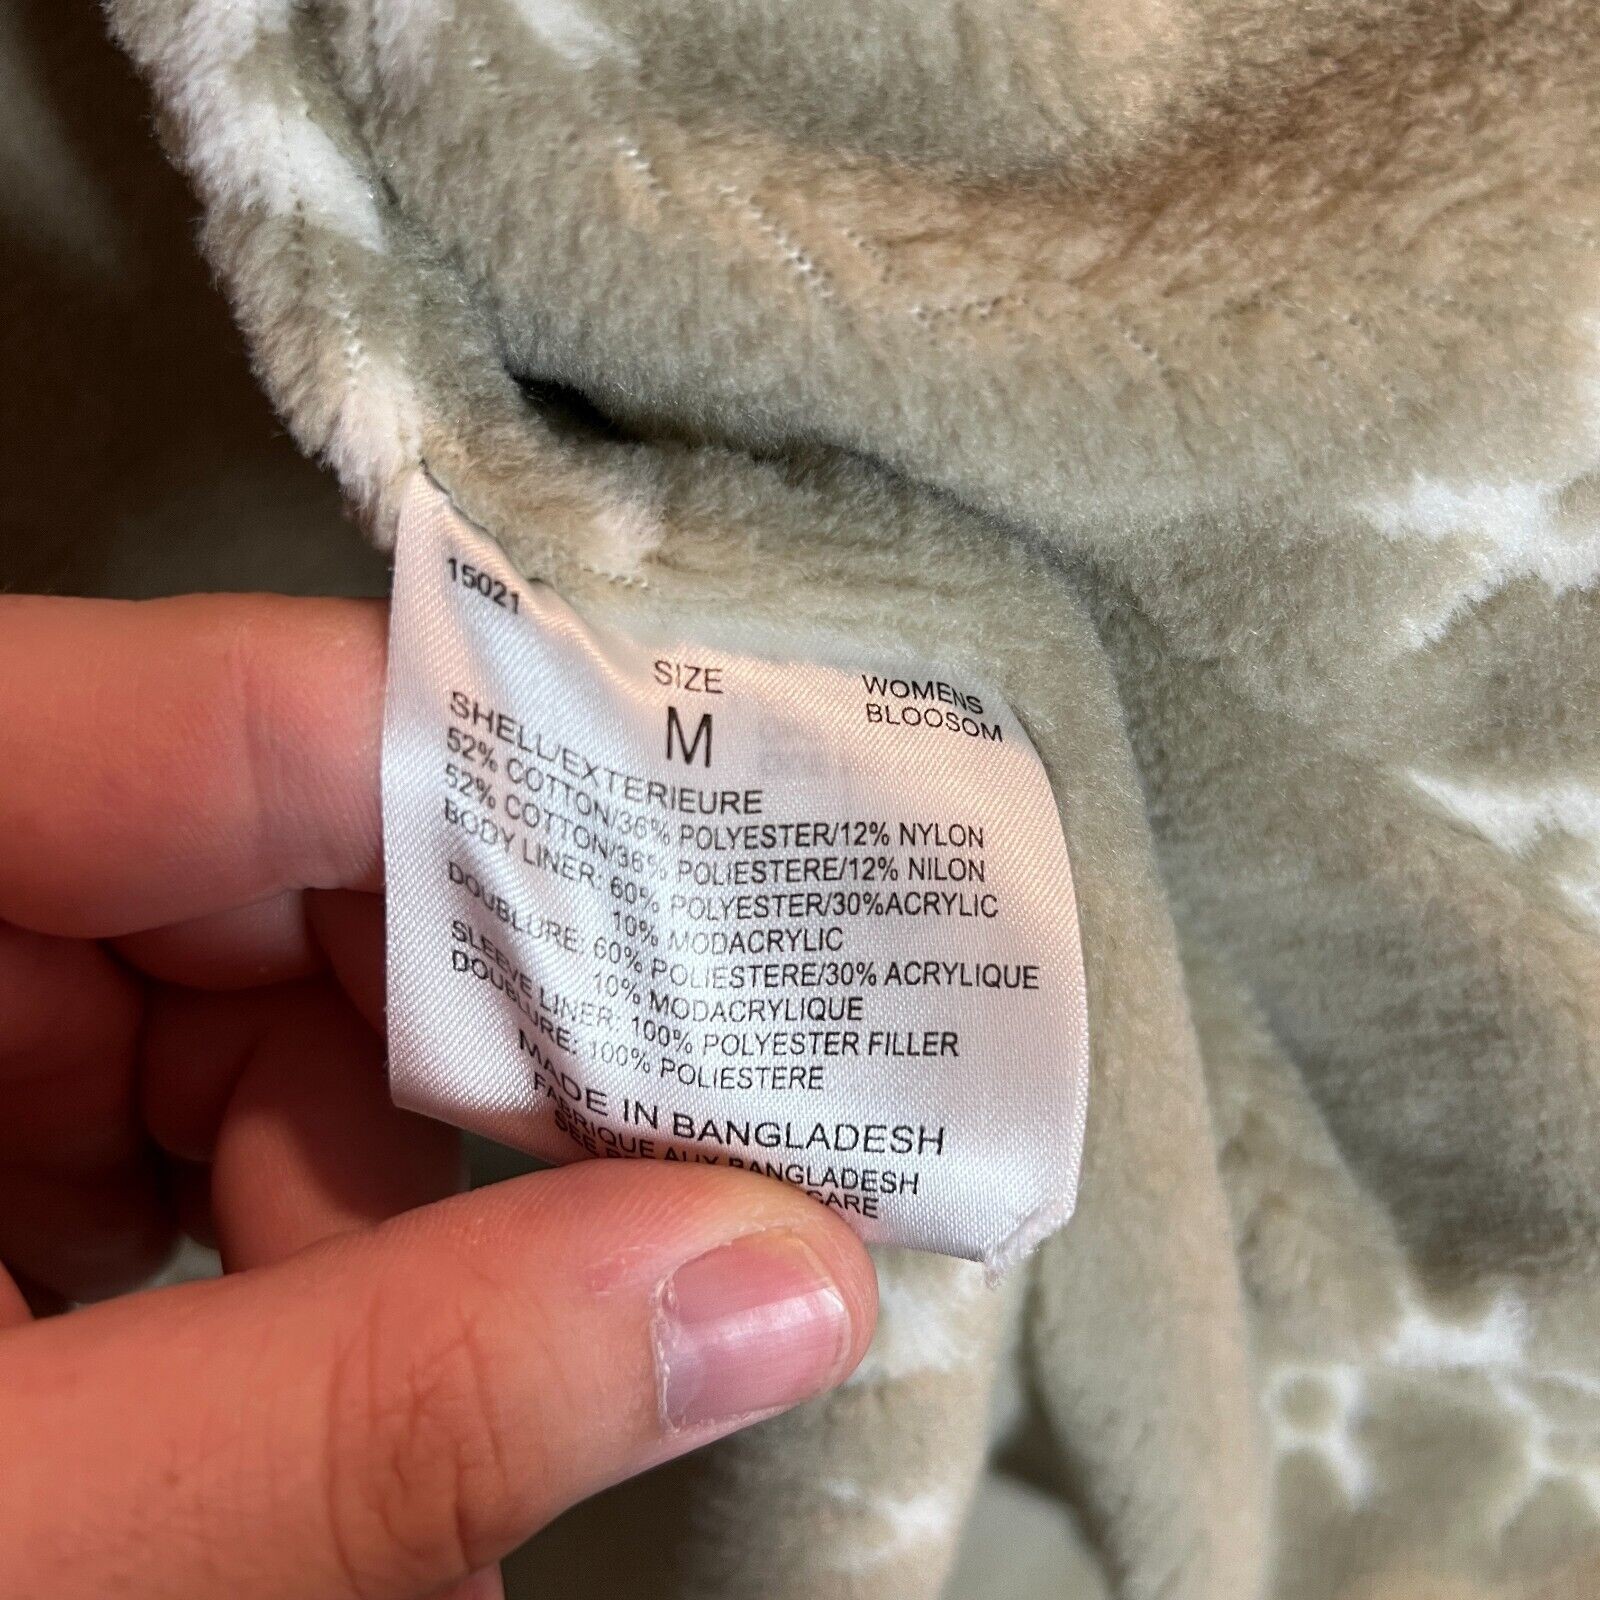 15021
SIZE
M
WOMENS
BLOOSOM
SHELL/EXTERIEURE
52% COTTON/36% POLYESTER/12% NYLON
52% COTTON/36% POLIESTERE/12% NILON
BODY LINER: 60% POLYESTER/30%ACRYLIC
10% MODACRYLIC
DOUBLURE: 60% POLIESTERE/30% ACRYLIQUE
10% MODACRYLIQUE
SLEEVE LINER: 100% POLYESTER FILLER
DOUBLURE: 100% POLIESTERE
MADE IN BANGLADESH
FABRIQUE AUX BANGLADESH
SEE CARE